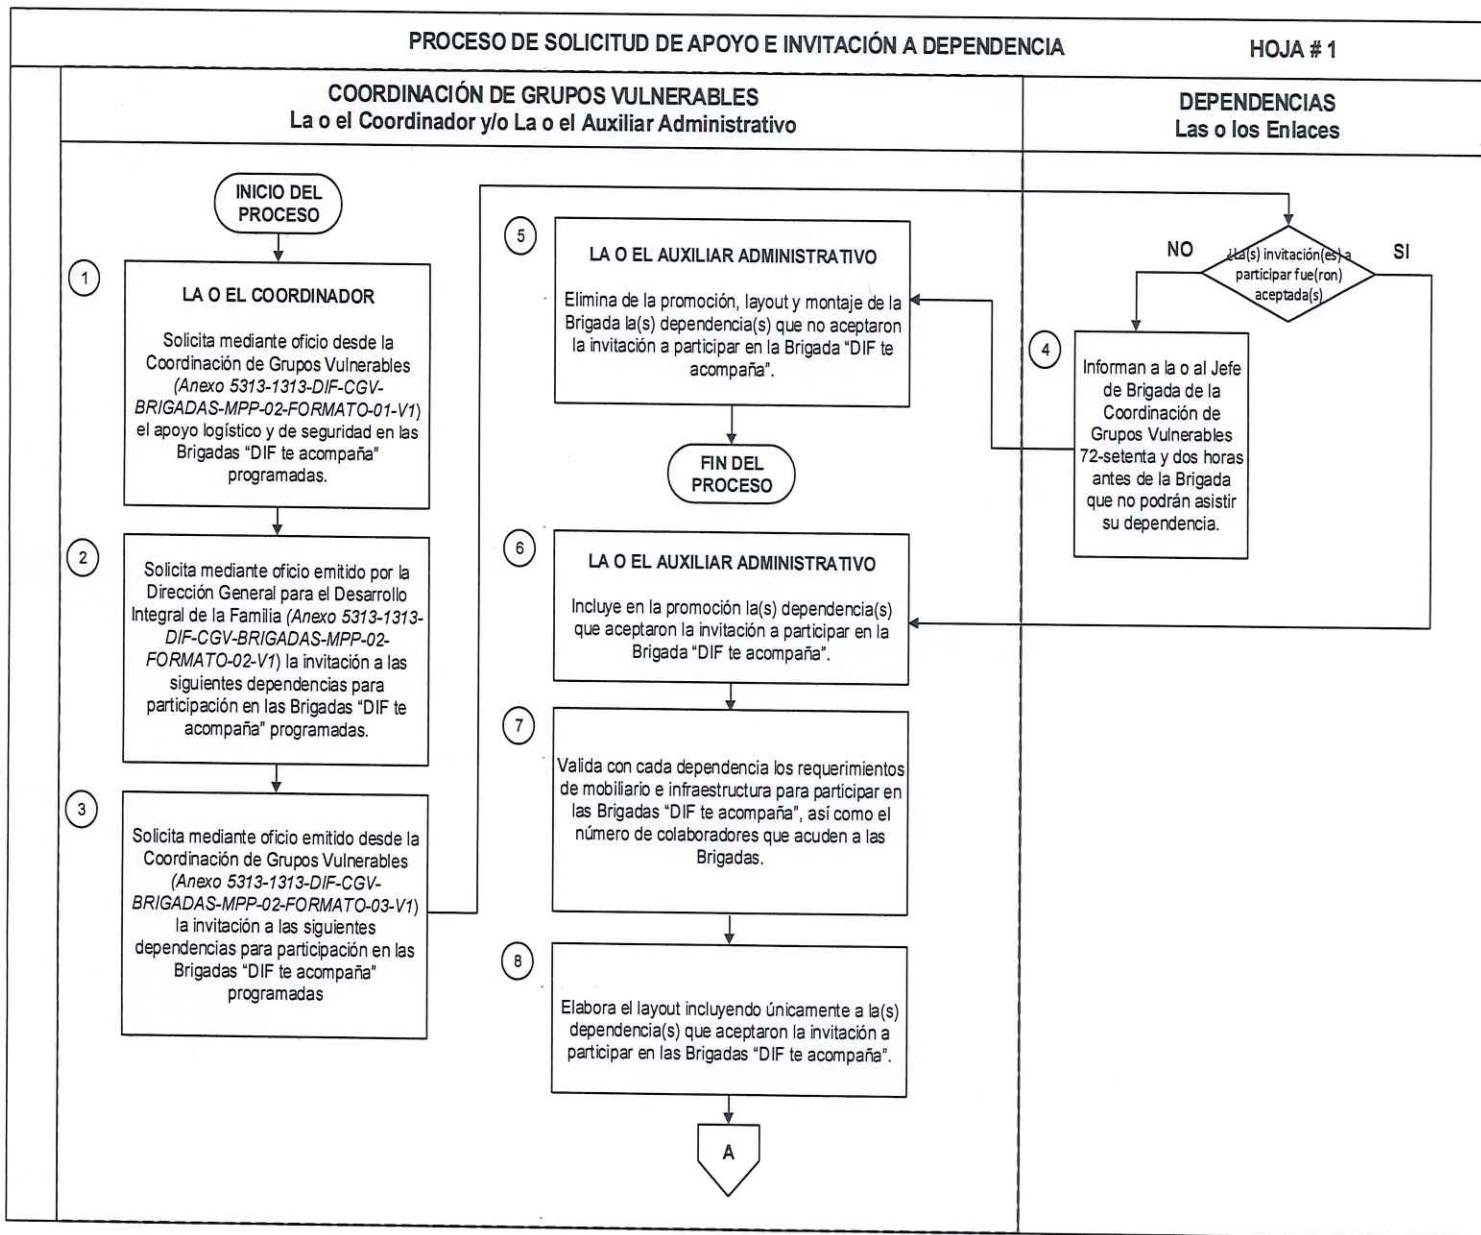 PROCESO DE SOLICITUD DE APOYO E INVITACIÓN A DEPENDENCIA
HOJA # 1
COORDINACIÓN DE GRUPOS VULNERABLES
La o el Coordinador y/o La o el Auxiliar Administrativo
DEPENDENCIAS
Las o los Enlaces
INICIO DEL
PROCESO
1
LA O EL COORDINADOR
Solicita mediante oficio desde la
Coordinación de Grupos Vulnerables
(Anexo 5313-1313-DIF-CGV-
BRIGADAS-MPP-02-FORMATO-01-V1)
el apoyo logístico y de seguridad en las
Brigadas "DIF te acompaña"
programadas.
2
Solicita mediante oficio emitido por la
Dirección General para el Desarrollo
Integral de la Familia (Anexo 5313-1313-
DIF-CGV-BRIGADAS-MPP-02-
FORMATO-02-V1) la invitación a las
siguientes dependencias para
participación en las Brigadas "DIF te
acompaña" programadas.
3
Solicita mediante oficio emitido desde la
Coordinación de Grupos Vulnerables
(Anexo 5313-1313-DIF-CGV-
BRIGADAS-MPP-02-FORMATO-03-V1)
la invitación a las siguientes
dependencias para participación en las
Brigadas "DIF te acompaña"
programadas
¿La(s) invitación(es) a
participar fue(ron)
aceptada(s)
NO
SI
4
Informan a la o al Jefe
de Brigada de la
Coordinación de
Grupos Vulnerables
72-setenta y dos horas
antes de la Brigada
que no podrán asistir
su dependencia.
5
LA O EL AUXILIAR ADMINISTRATIVO
Elimina de la promoción, layout y montaje de la
Brigada la(s) dependencia(s) que no aceptaron
la invitación a participar en la Brigada "DIF te
acompaña".
FIN DEL
PROCESO
6
LA O EL AUXILIAR ADMINISTRATIVO
Incluye en la promoción la(s) dependencia(s)
que aceptaron la invitación a participar en la
Brigada "DIF te acompaña".
7
Valida con cada dependencia los requerimientos
de mobiliario e infraestructura para participar en
las Brigadas "DIF te acompaña", así como el
número de colaboradores que acuden a las
Brigadas.
8
Elabora el layout incluyendo únicamente a la(s)
dependencia(s) que aceptaron la invitación a
participar en las Brigadas "DIF te acompaña".
A